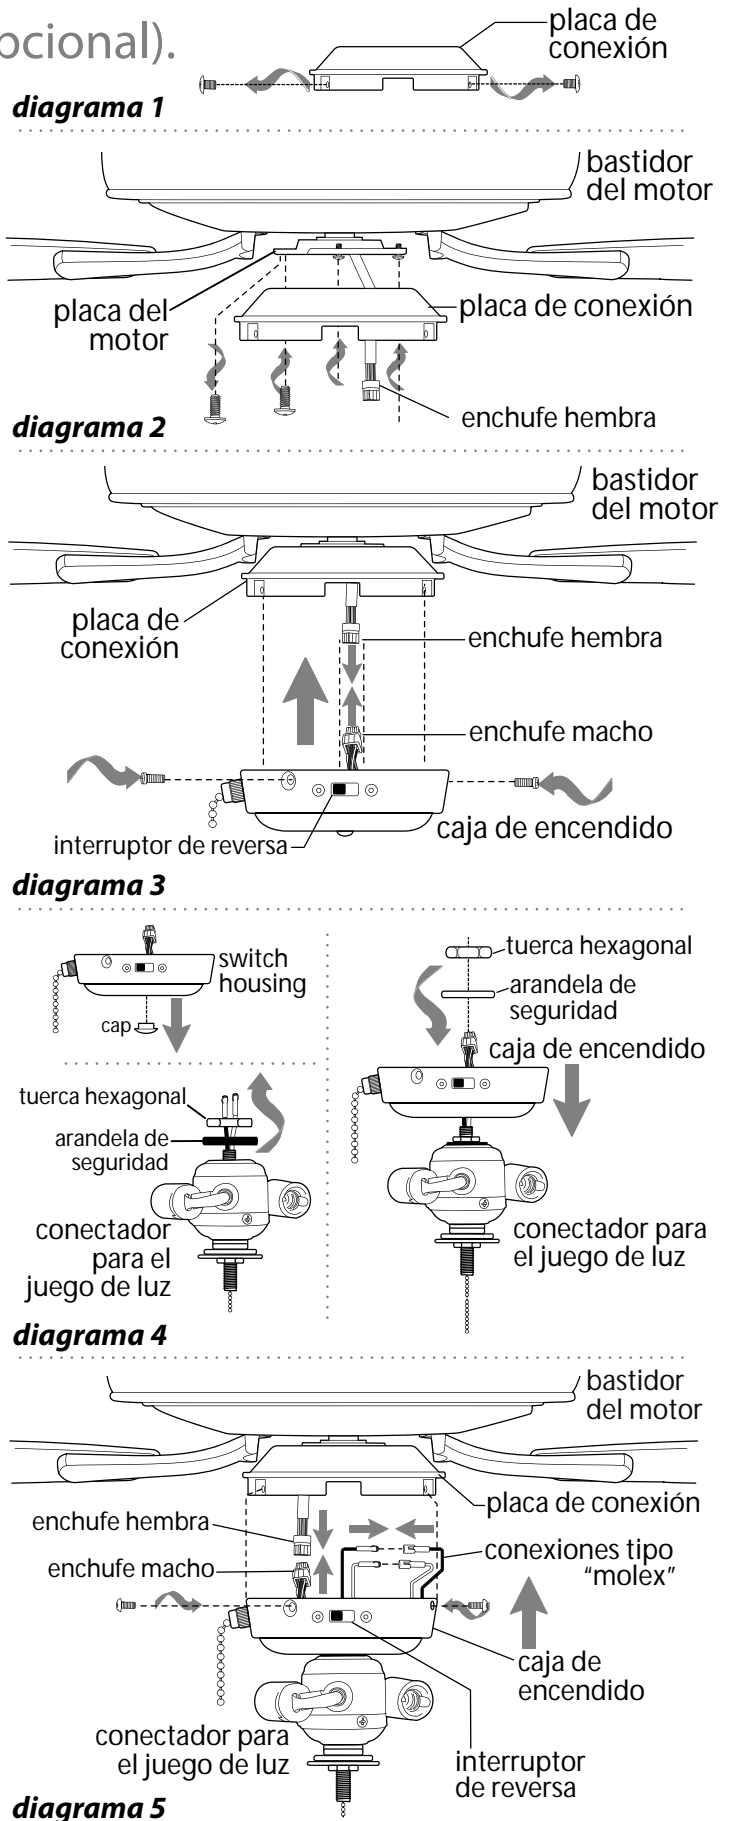 pcional).
placa de
conexión
diagrama 1
bastidor
del motor
placa del
motor
placa de conexión
enchufe hembra
diagrama 2
bastidor
del motor
placa de
conexión
enchufe hembra
enchufe macho
interruptor de reversa
caja de encendido
diagrama 3
switch
housing
cap
tuerca hexagonal
arandela de
seguridad
conectador
para el
juego de luz
tuerca hexagonal
arandela de
seguridad
caja de encendido
conectador para
el juego de luz
diagrama 4
bastidor
del motor
placa de conexión
enchufe hembra
enchufe macho
conexiones tipo
“molex”
caja de
encendido
conectador para
el juego de luz
interruptor
de reversa
diagrama 5